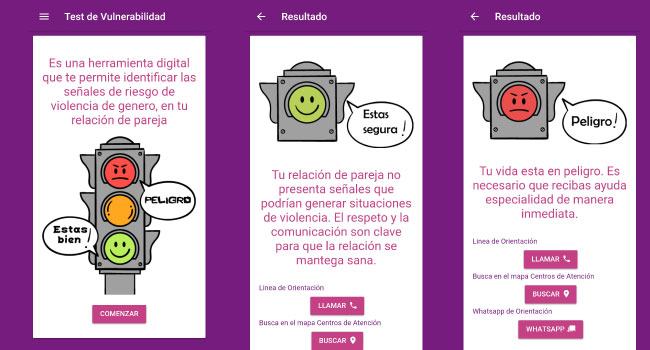 Test de Vulnerabilidad
Es una herramienta digital
que te permite identificar las
señales de riesgo de
violencia de genero, en tu
relación de pareja
PELIGRO
Estas
bien !
COMENZAR
Resultado
Estas
segura !
Tu relación de pareja no
presenta señales que
podrían generar situaciones
de violencia. El respeto y la
comunicación son clave
para que la relación se
mantega sana.
Linea de Orientación
LLAMAR
Busca en el mapa Centros de Atención
BUSCAR
Resultado
Peligro !
Tu vida esta en peligro. Es
necesario que recibas ayuda
especialidad de manera
inmediata.
Linea de Orientación
LLAMAR
Busca en el mapa Centros de Atención
BUSCAR
Whatsapp de Orientación
WHATSAPP